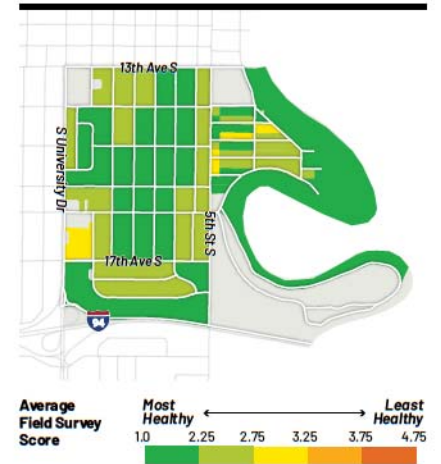 13th Ave S
S University Dr
5th St S
17th Ave S
94
Average
Field Survey
Score
Most
Healthy
Least
Healthy
1.0 2.25 2.75 3.25 3.75 4.75